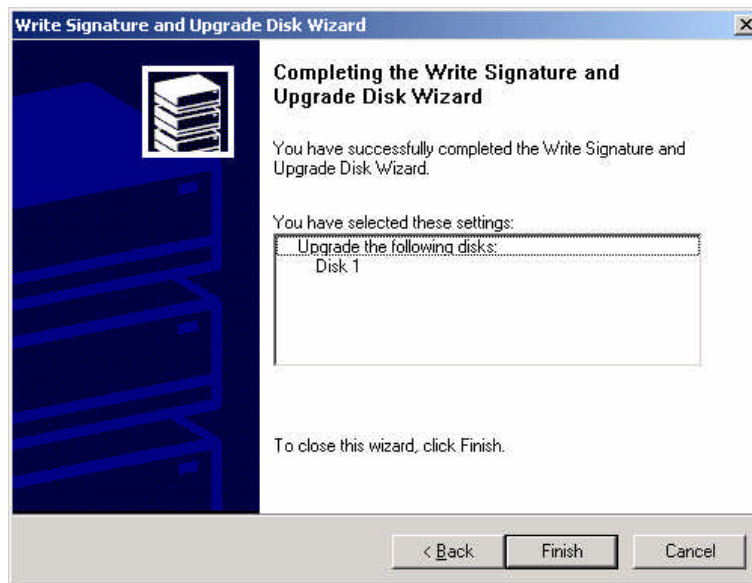 Write Signature and Upgrade Disk Wizard
Completing the Write Signature and
Upgrade Disk Wizard
You have successfully completed the Write Signature and
Upgrade Disk Wizard.
You have selected these settings:
Upgrade the following disks:
Disk 1
To close this wizard, click Finish.
< Back
Finish
Cancel